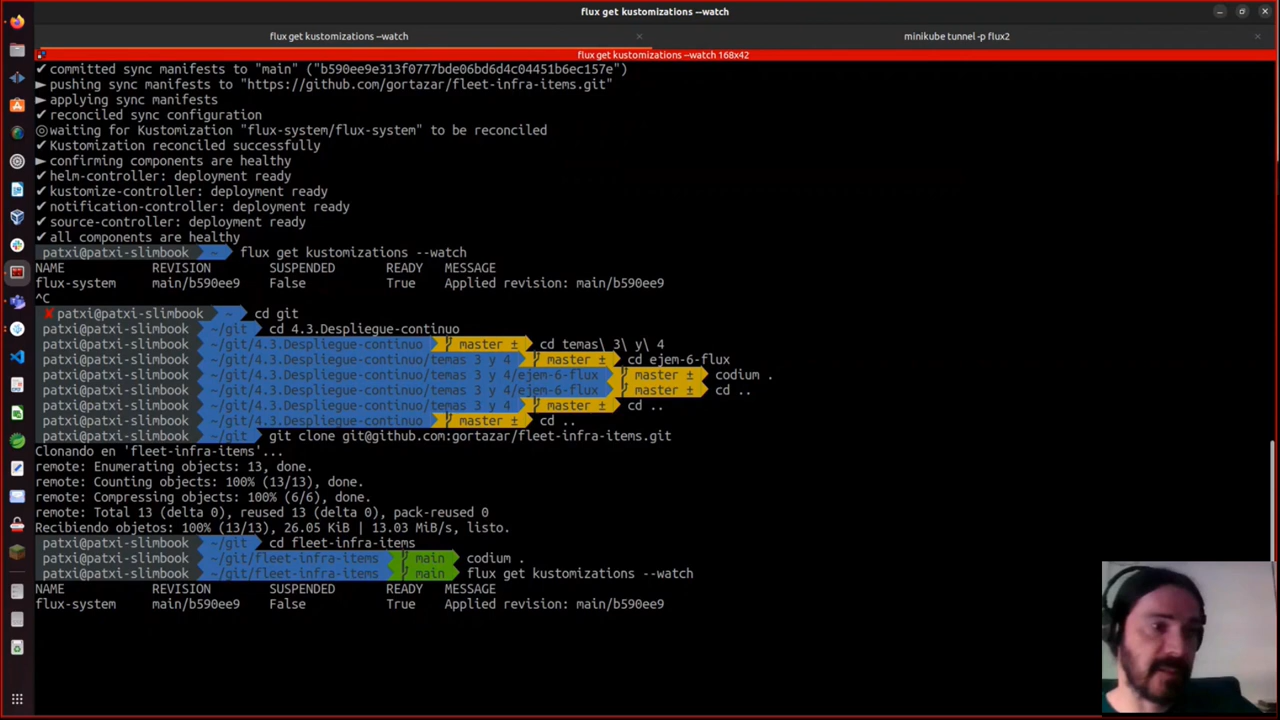 flux get kustomizations --watch
flux get kustomizations --watch
minikube tunnel -p flux2
flux get kustomizations --watch 168x42
✔ committed sync manifests to "main" ("b590ee9e313f0777bde06bd6d4c04451b6ec157e")
► pushing sync manifests to "https://github.com/gortazar/fleet-infra-items.git"
► applying sync manifests
✔ reconciled sync configuration
◎ waiting for Kustomization "flux-system/flux-system" to be reconciled
✔ Kustomization reconciled successfully
► confirming components are healthy
✔ helm-controller: deployment ready
✔ kustomize-controller: deployment ready
✔ notification-controller: deployment ready
✔ source-controller: deployment ready
✔ all components are healthy
patxi@patxi-slimbook ~ flux get kustomizations --watch
NAME REVISION SUSPENDED READY MESSAGE
flux-system main/b590ee9 False True Applied revision: main/b590ee9
^C
✘ patxi@patxi-slimbook ~ cd git
patxi@patxi-slimbook ~/git cd 4.3.Despliegue-continuo
patxi@patxi-slimbook ~/git/4.3.Despliegue-continuo master ± cd temas\ 3\ y\ 4
patxi@patxi-slimbook ~/git/4.3.Despliegue-continuo/temas 3 y 4 master ± cd ejem-6-flux
patxi@patxi-slimbook ~/git/4.3.Despliegue-continuo/temas 3 y 4/ejem-6-flux master ± codium .
patxi@patxi-slimbook ~/git/4.3.Despliegue-continuo/temas 3 y 4/ejem-6-flux master ± cd ..
patxi@patxi-slimbook ~/git/4.3.Despliegue-continuo/temas 3 y 4 master ± cd ..
patxi@patxi-slimbook ~/git/4.3.Despliegue-continuo master ± cd ..
patxi@patxi-slimbook ~/git git clone git@github.com:gortazar/fleet-infra-items.git
Clonando en 'fleet-infra-items'...
remote: Enumerating objects: 13, done.
remote: Counting objects: 100% (13/13), done.
remote: Compressing objects: 100% (6/6), done.
remote: Total 13 (delta 0), reused 13 (delta 0), pack-reused 0
Recibiendo objetos: 100% (13/13), 26.05 KiB | 13.03 MiB/s, listo.
patxi@patxi-slimbook ~/git cd fleet-infra-items
patxi@patxi-slimbook ~/git/fleet-infra-items main codium .
patxi@patxi-slimbook ~/git/fleet-infra-items main flux get kustomizations --watch
NAME REVISION SUSPENDED READY MESSAGE
flux-system main/b590ee9 False True Applied revision: main/b590ee9